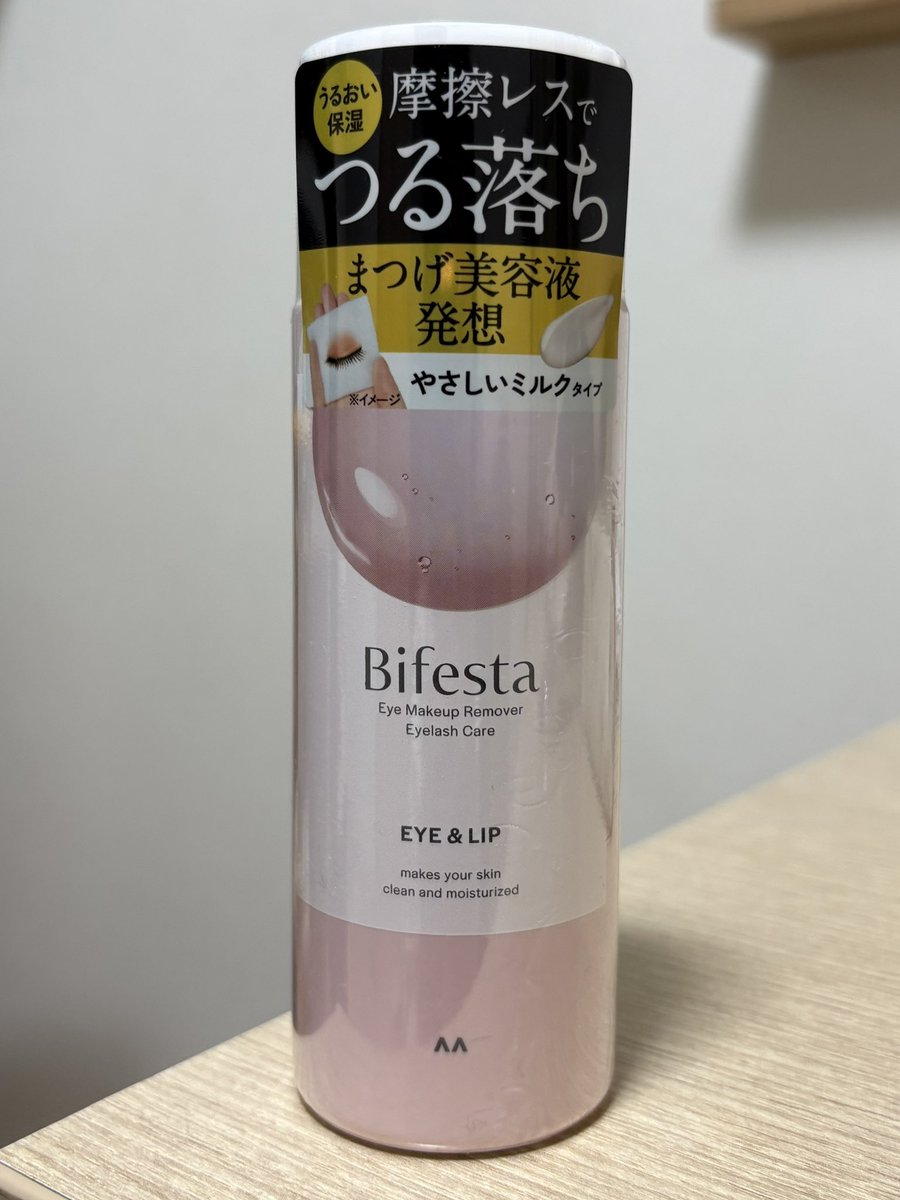 うるおい
保湿
摩擦レスで
つる落ち
まつげ美容液
発想
※イメージ
やさしいミルクタイプ
Bifesta
Eye Makeup Remover
Eyelash Care
EYE & LIP
makes your skin
clean and moisturized